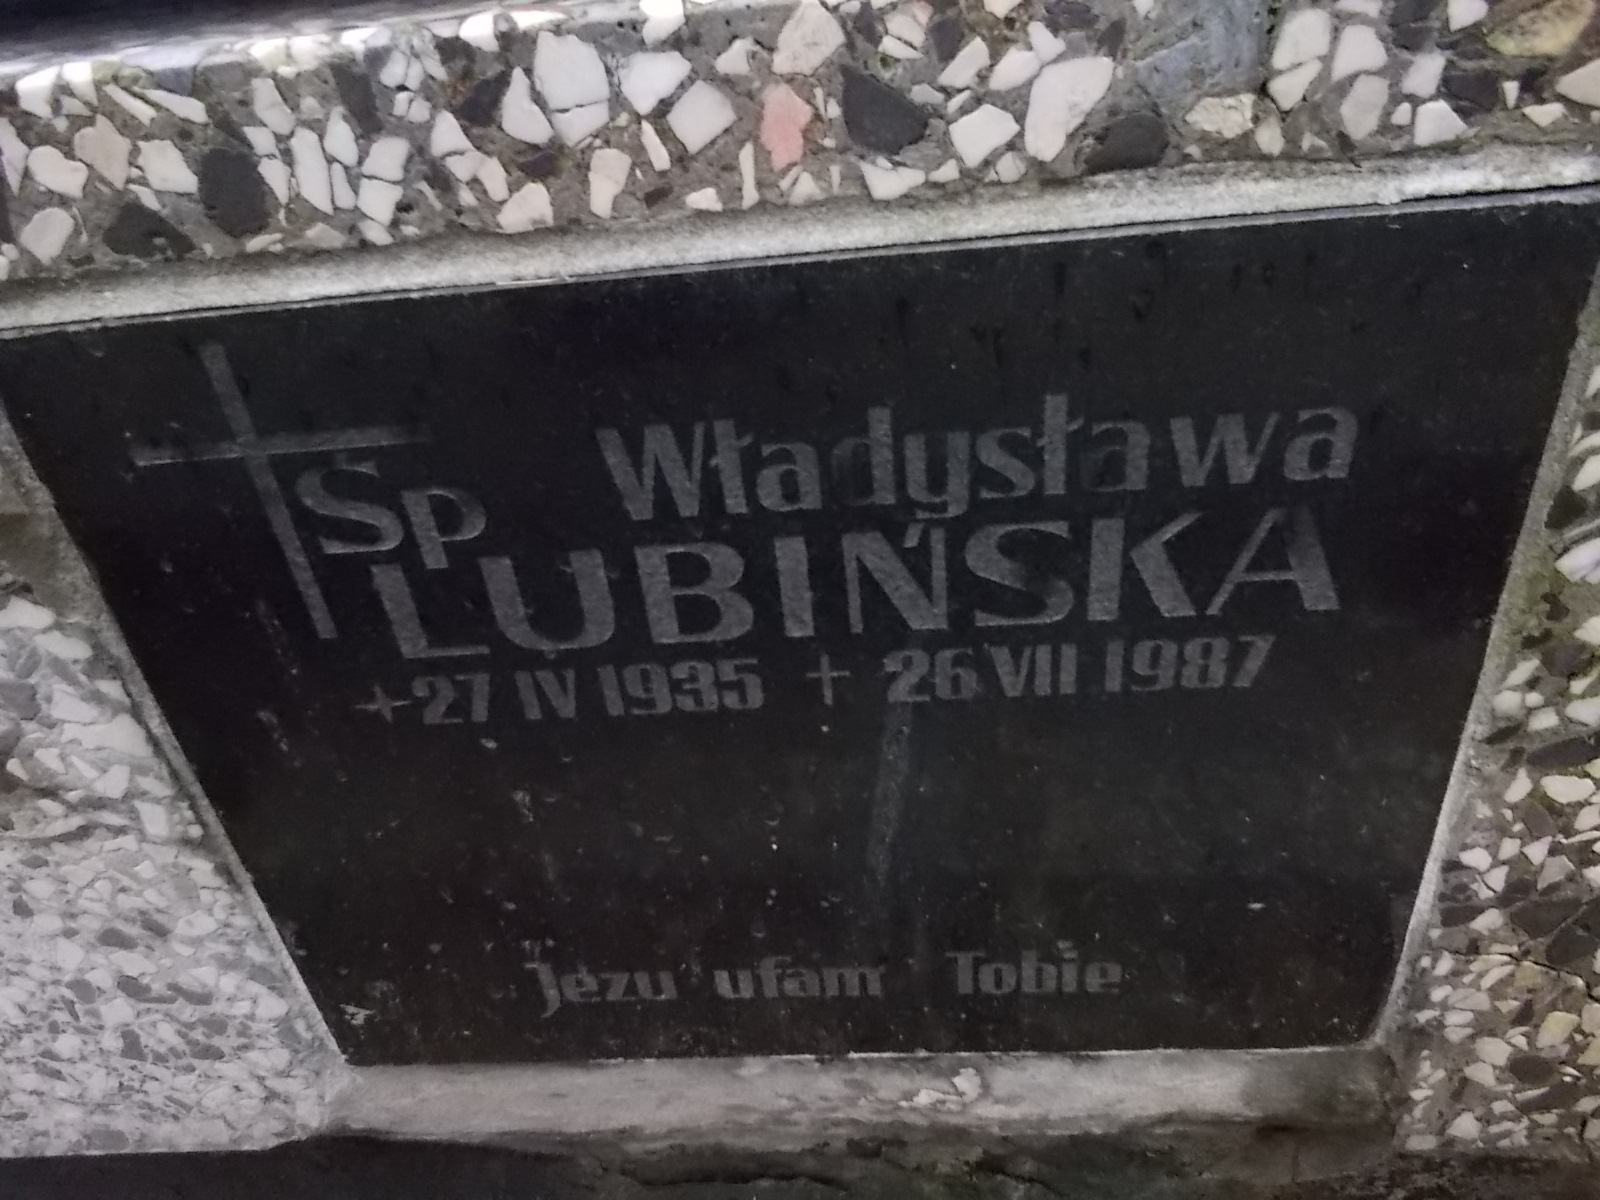 Śp Władysława
LUBIŃSKA
+27 IV 1935 + 26 VII 1987
Jezu ufam Tobie